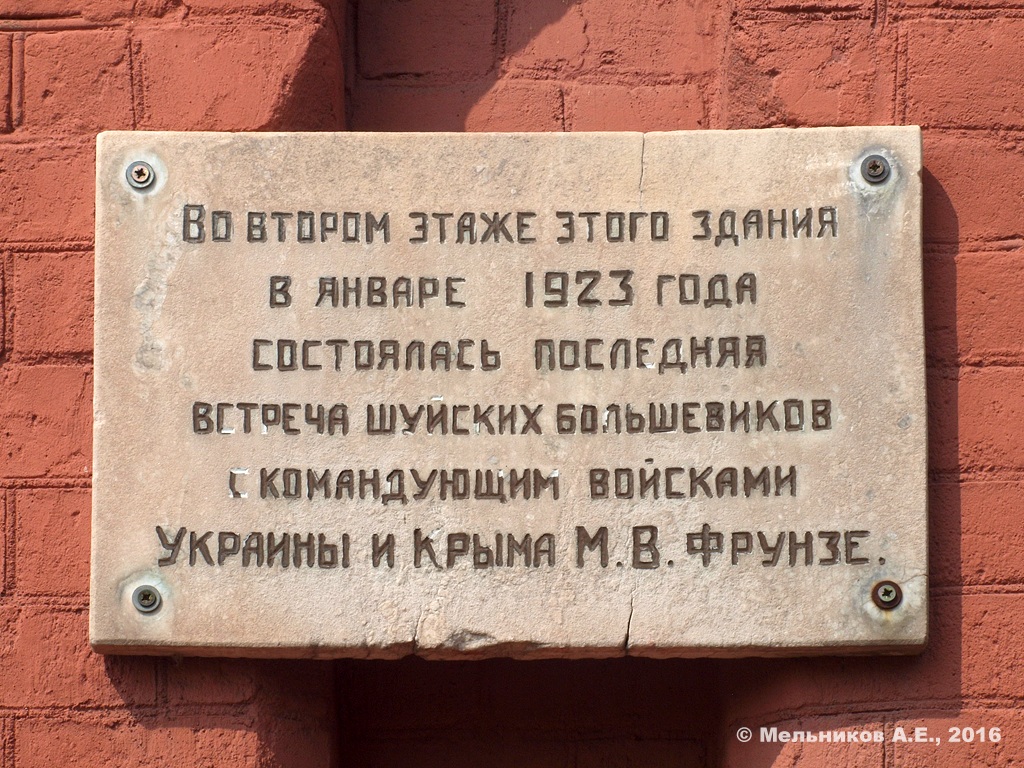 Во втором этаже этого здания
в январе 1923 года
состоялась последняя
встреча шуйских большевиков
с командующим войсками
Украины и Крыма М.В. Фрунзе.
© Мельников А.Е., 2016